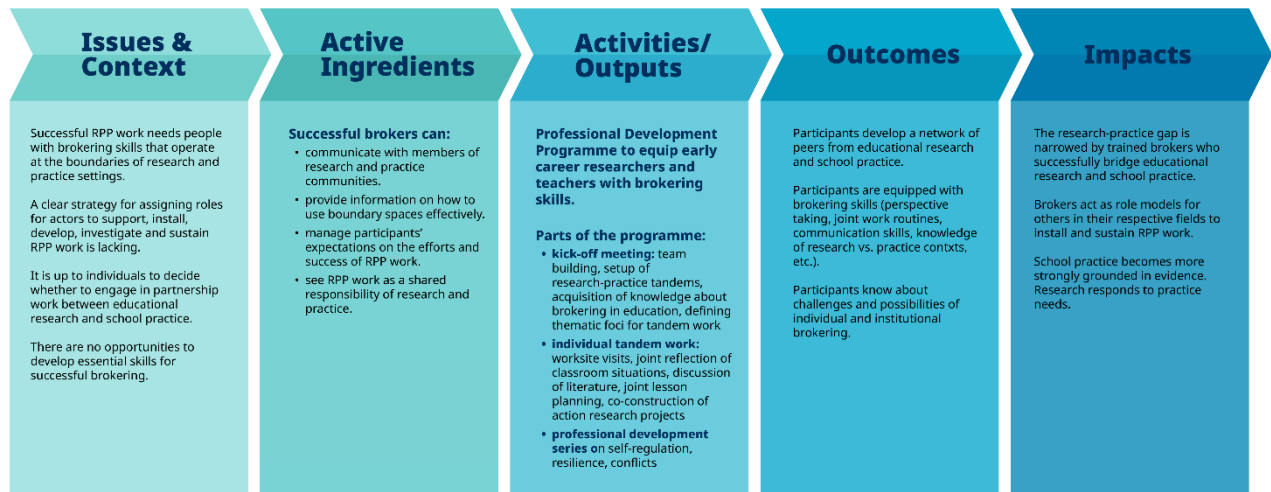 Issues &
Context
Successful RPP work needs people
with brokering skills that operate
at the boundaries of research and
practice settings.
A clear strategy for assigning roles
for actors to support, install,
develop, investigate and sustain
RPP work is lacking.
It is up to individuals to decide
whether to engage in partnership
work between educational
research and school practice.
There are no opportunities to
develop essential skills for
successful brokering.
Active
Ingredients
Successful brokers can:
• communicate with members of
research and practice
communities.
• provide information on how to
use boundary spaces effectively.
• manage participants'
expectations on the efforts and
success of RPP work.
• see RPP work as a shared
responsibility of research and
practice.
Activities/
Outputs
Professional Development
Programme to equip early
career researchers and
teachers with brokering
skills.
Parts of the programme:
• kick-off meeting: team
building, setup of
research-practice tandems,
acquisition of knowledge about
brokering in education, defining
thematic foci for tandem work
• individual tandem work:
worksite visits, joint reflection of
classroom situations, discussion
of literature, joint lesson
planning, co-construction of
action research projects
• professional development
series on self-regulation,
resilience, conflicts
Outcomes
Participants develop a network of
peers from educational research
and school practice.
Participants are equipped with
brokering skills (perspective
taking, joint work routines,
communication skills, knowledge
of research vs. practice contxts,
etc.).
Participants know about
challenges and possibilities of
individual and institutional
brokering.
Impacts
The research-practice gap is
narrowed by trained brokers who
successfully bridge educational
research and school practice.
Brokers act as role models for
others in their respective fields to
install and sustain RPP work.
School practice becomes more
strongly grounded in evidence.
Research responds to practice
needs.